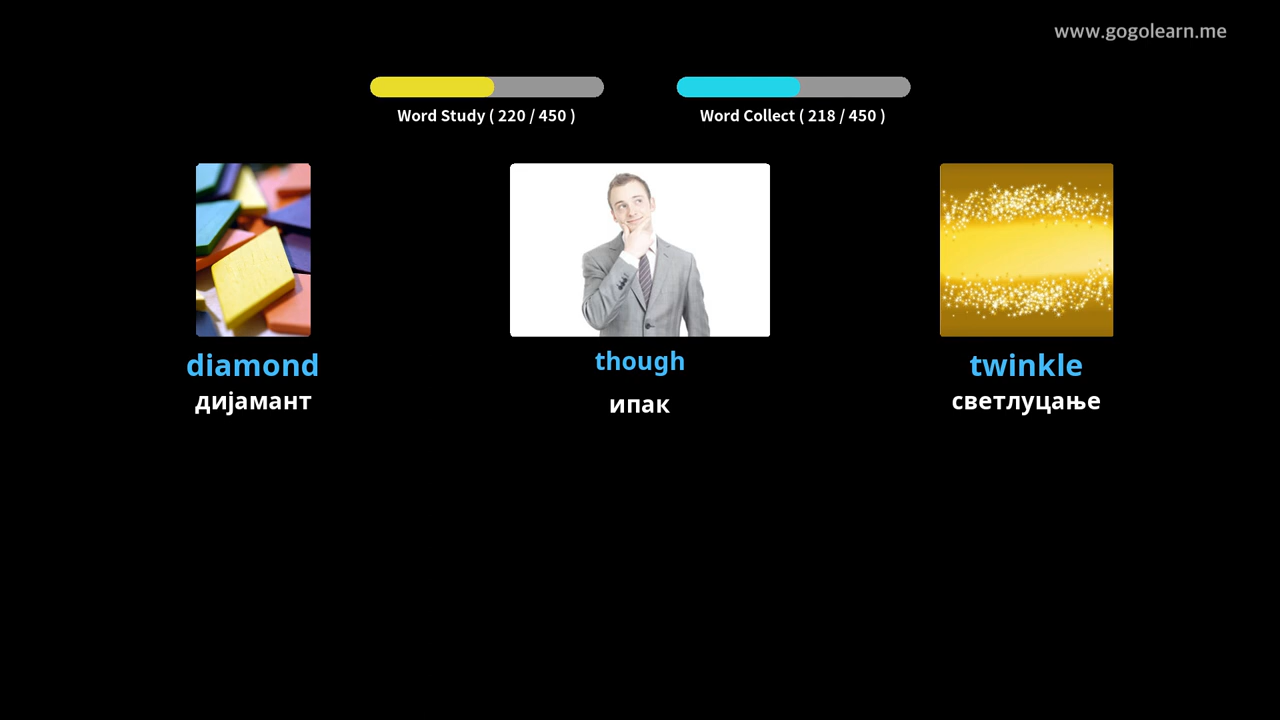 www.gogolearn.me
Word Study ( 220 / 450 )
Word Collect ( 218 / 450 )
diamond
дијамант
though
ипак
twinkle
светлуцање